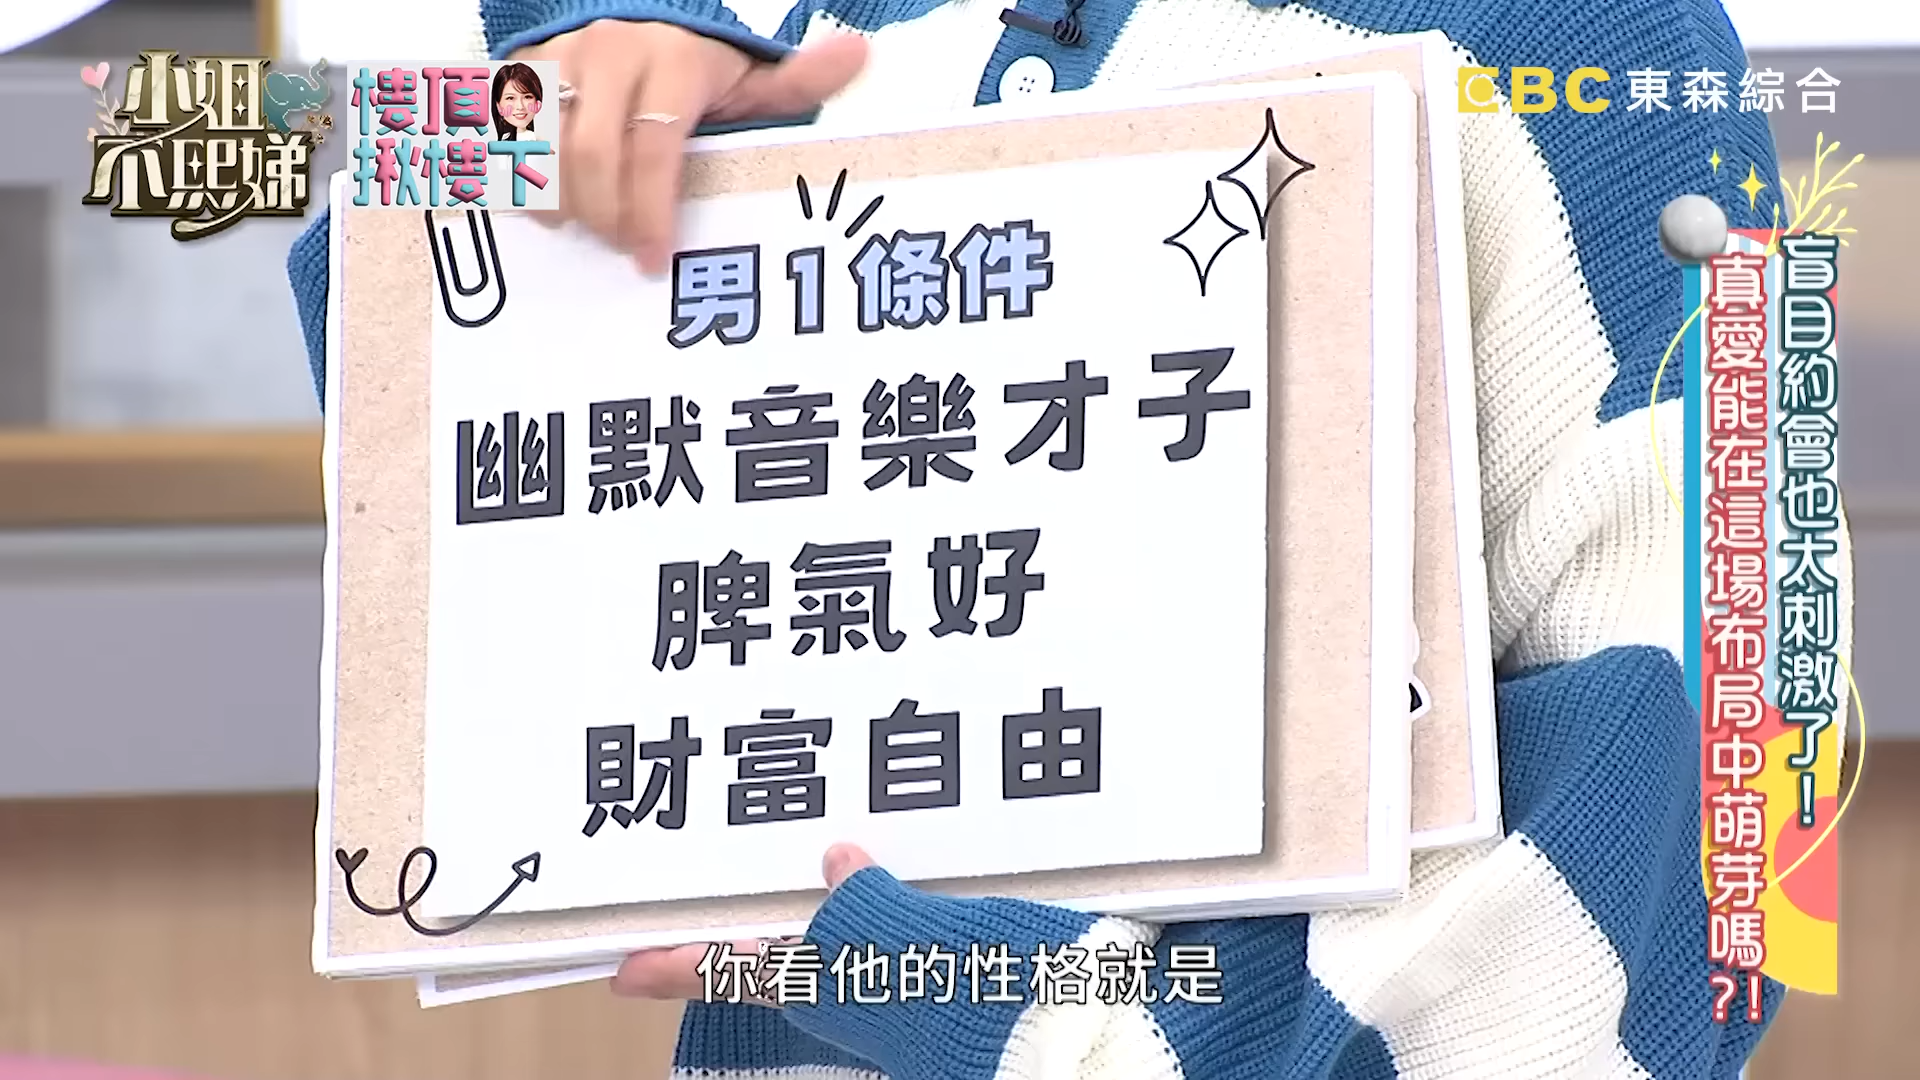 小姐不熙娣
樓頂
揪樓下
EBC 東森綜合
男1條件
幽默音樂才子
脾氣好
財富自由
盲目約會也太刺激了！
真愛能在這場布局中萌芽嗎？！
你看他的性格就是